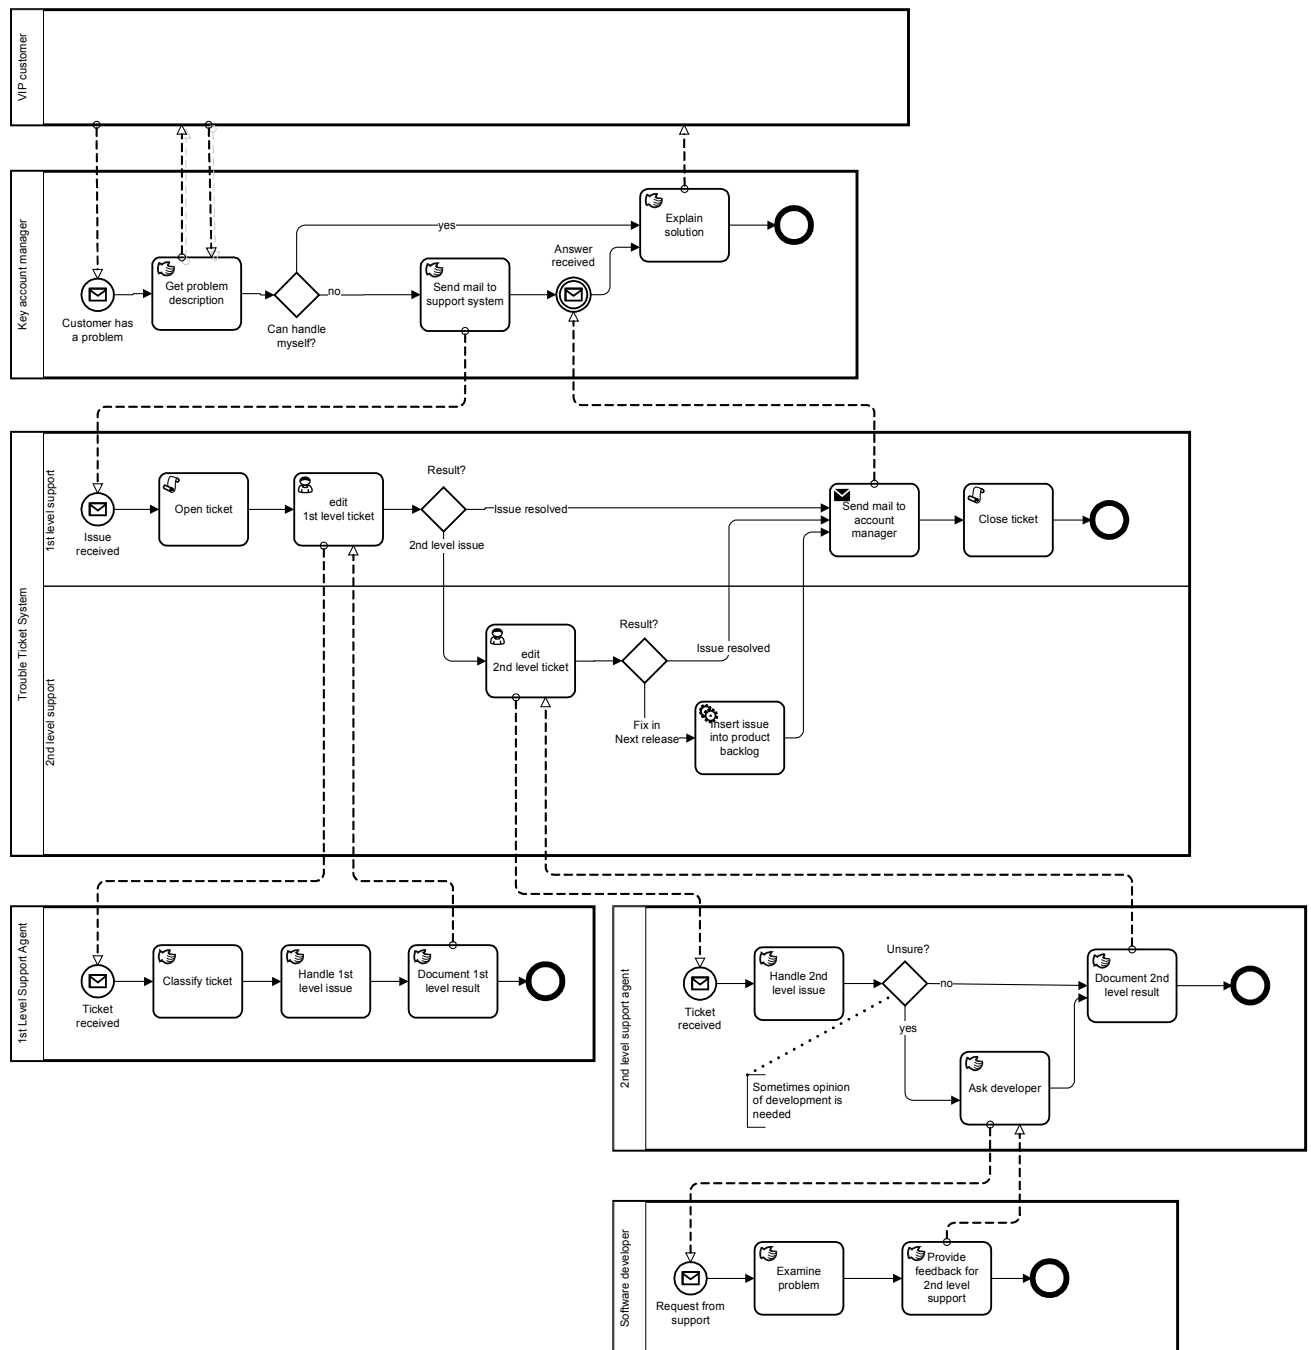 VIP customer
Key account manager
Customer has
a problem
Get problem
description
Can handle
myself?
yes
no
Send mail to
support system
Answer
received
Explain
solution
Trouble Ticket System
1st level support
Issue
received
Open ticket
edit
1st level ticket
Result?
Issue resolved
2nd level issue
Send mail to
account
manager
Close ticket
2nd level support
edit
2nd level ticket
Result?
Issue resolved
Fix in
Next release
Insert issue
into product
backlog
1st Level Support Agent
Ticket
received
Classify ticket
Handle 1st
level issue
Document 1st
level result
2nd level support agent
Ticket
received
Handle 2nd
level issue
Unsure?
no
yes
Document 2nd
level result
Sometimes opinion
of development is
needed
Ask developer
Software developer
Request from
support
Examine
problem
Provide
feedback for
2nd level
support